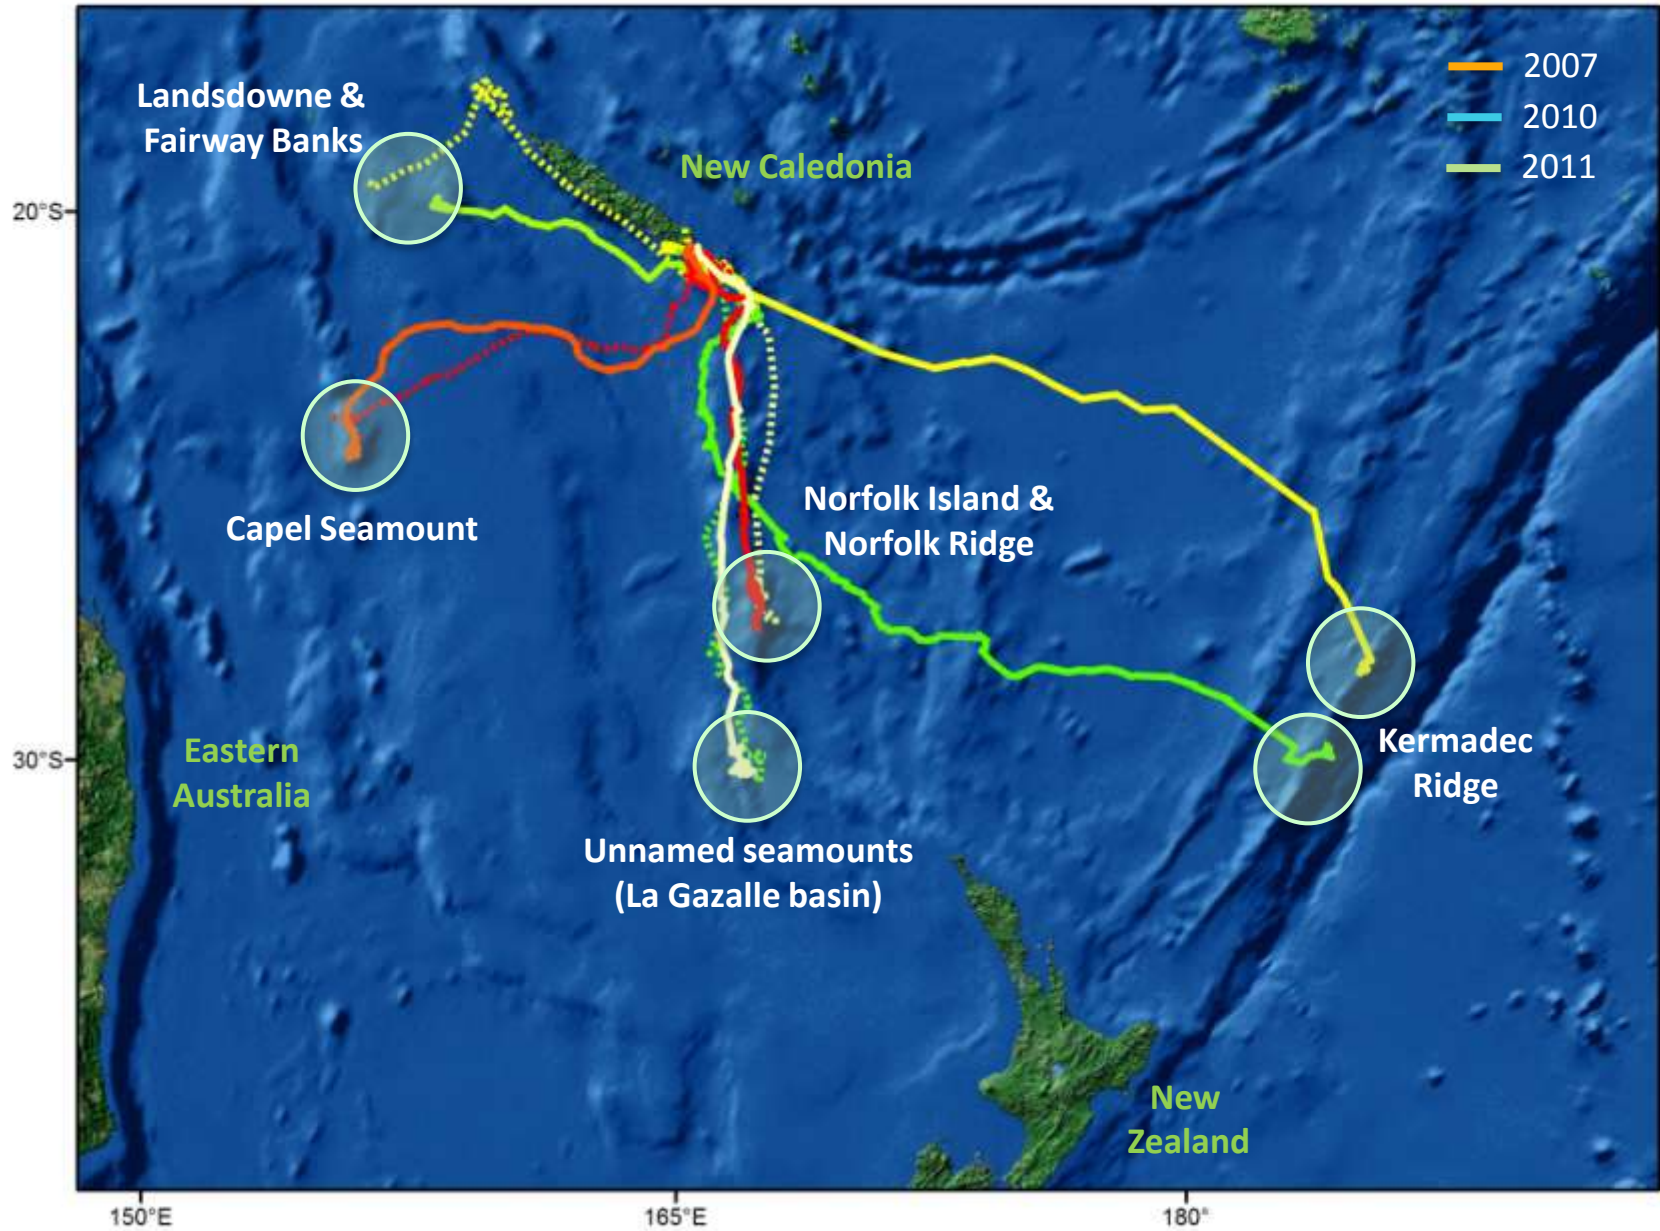 2007
2010
2011
Landsdowne &
Fairway Banks
New Caledonia
20°S
Capel Seamount
Norfolk Island &
Norfolk Ridge
30°S
Eastern
Australia
Kermadec
Ridge
Unnamed seamounts
(La Gazalle basin)
New
Zealand
150°E
165°E
180°